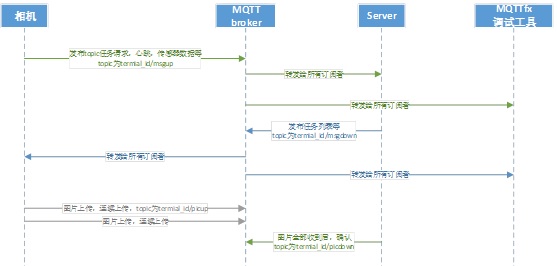 相机
MQTT
broker
Server
MQTTfx
调试工具
发布topic任务请求，心跳，传感器数据等
topic为termial_id/msgup
转发给所有订阅者
转发给所有订阅者
发布任务列表等
topic为termial_id/msgdown
转发给所有订阅者
转发给所有订阅者
图片上传，连续上传，topic为termial_id/picup
图片上传，连续上传
图片全部收到后，确认
topic为termial_id/picdown